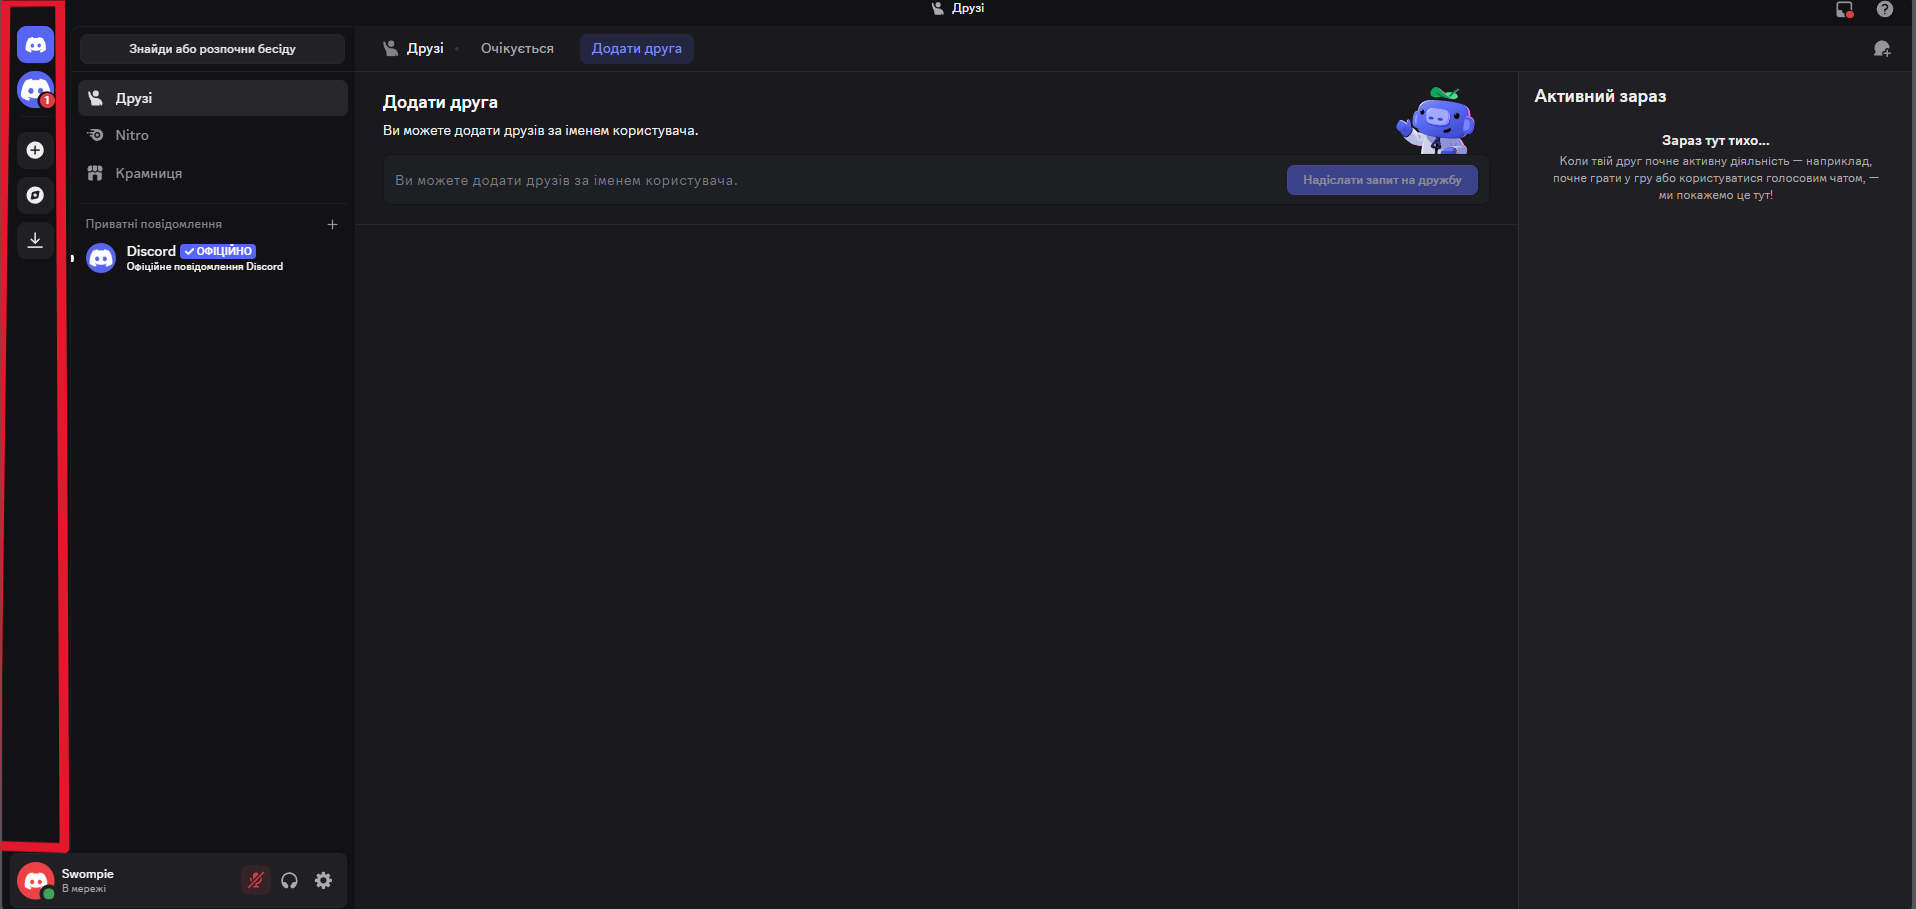 Друзі
1
Знайди або розпочни бесіду
Друзі
Nitro
Крамниця
Приватні повідомлення
Discord ОФІЦІЙНО
Офіційне повідомлення Discord
Swompie
В мережі
Друзі
Очікується
Додати друга
Додати друга
Ви можете додати друзів за іменем користувача.
Ви можете додати друзів за іменем користувача.
Надіслати запит на дружбу
Активний зараз
Зараз тут тихо...
Коли твій друг почне активну діяльність — наприклад,
почне грати у гру або користуватися голосовим чатом, —
ми покажемо це тут!